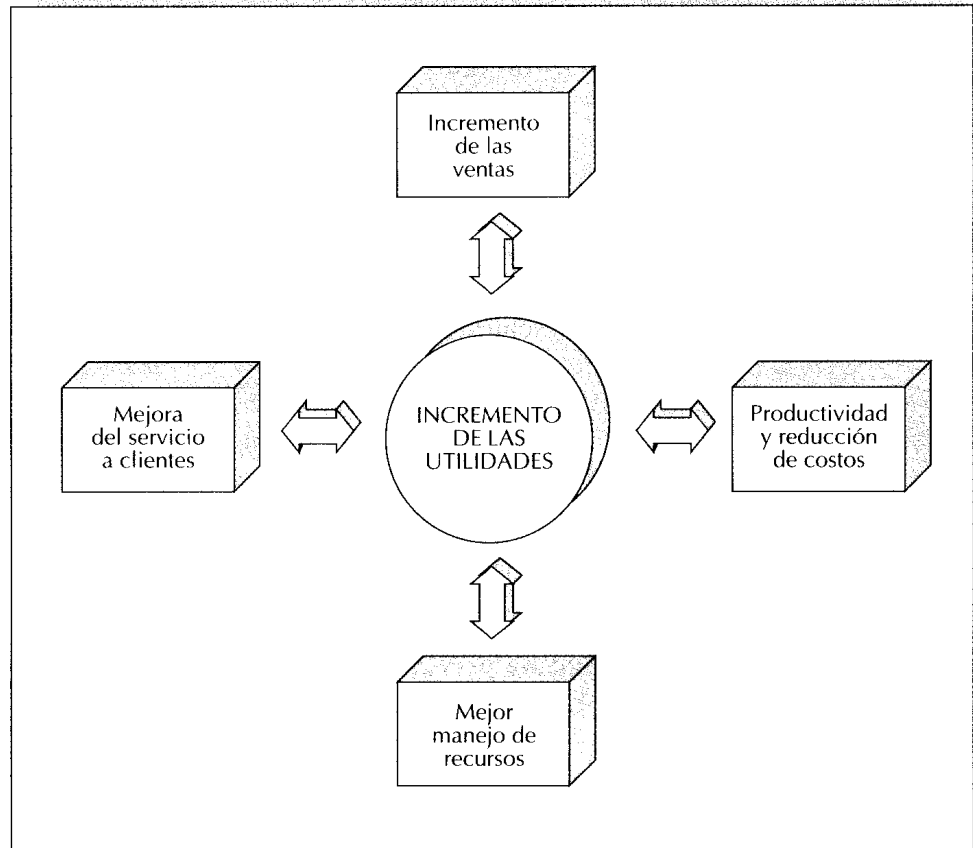 Incremento
de las
ventas
Mejora
del servicio
a clientes
INCREMENTO
DE LAS
UTILIDADES
Productividad
y reducción
de costos
Mejor
manejo de
recursos